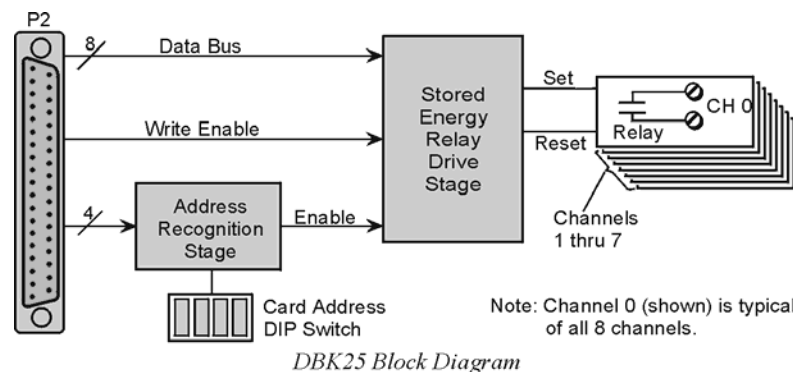 P2
8
Data Bus
Write Enable
4
Address
Recognition
Stage
Enable
Card Address
DIP Switch
Stored
Energy
Relay
Drive
Stage
Set
Reset
CH 0
Relay
Channels
1 thru 7
Note: Channel 0 (shown) is typical
of all 8 channels.
DBK25 Block Diagram